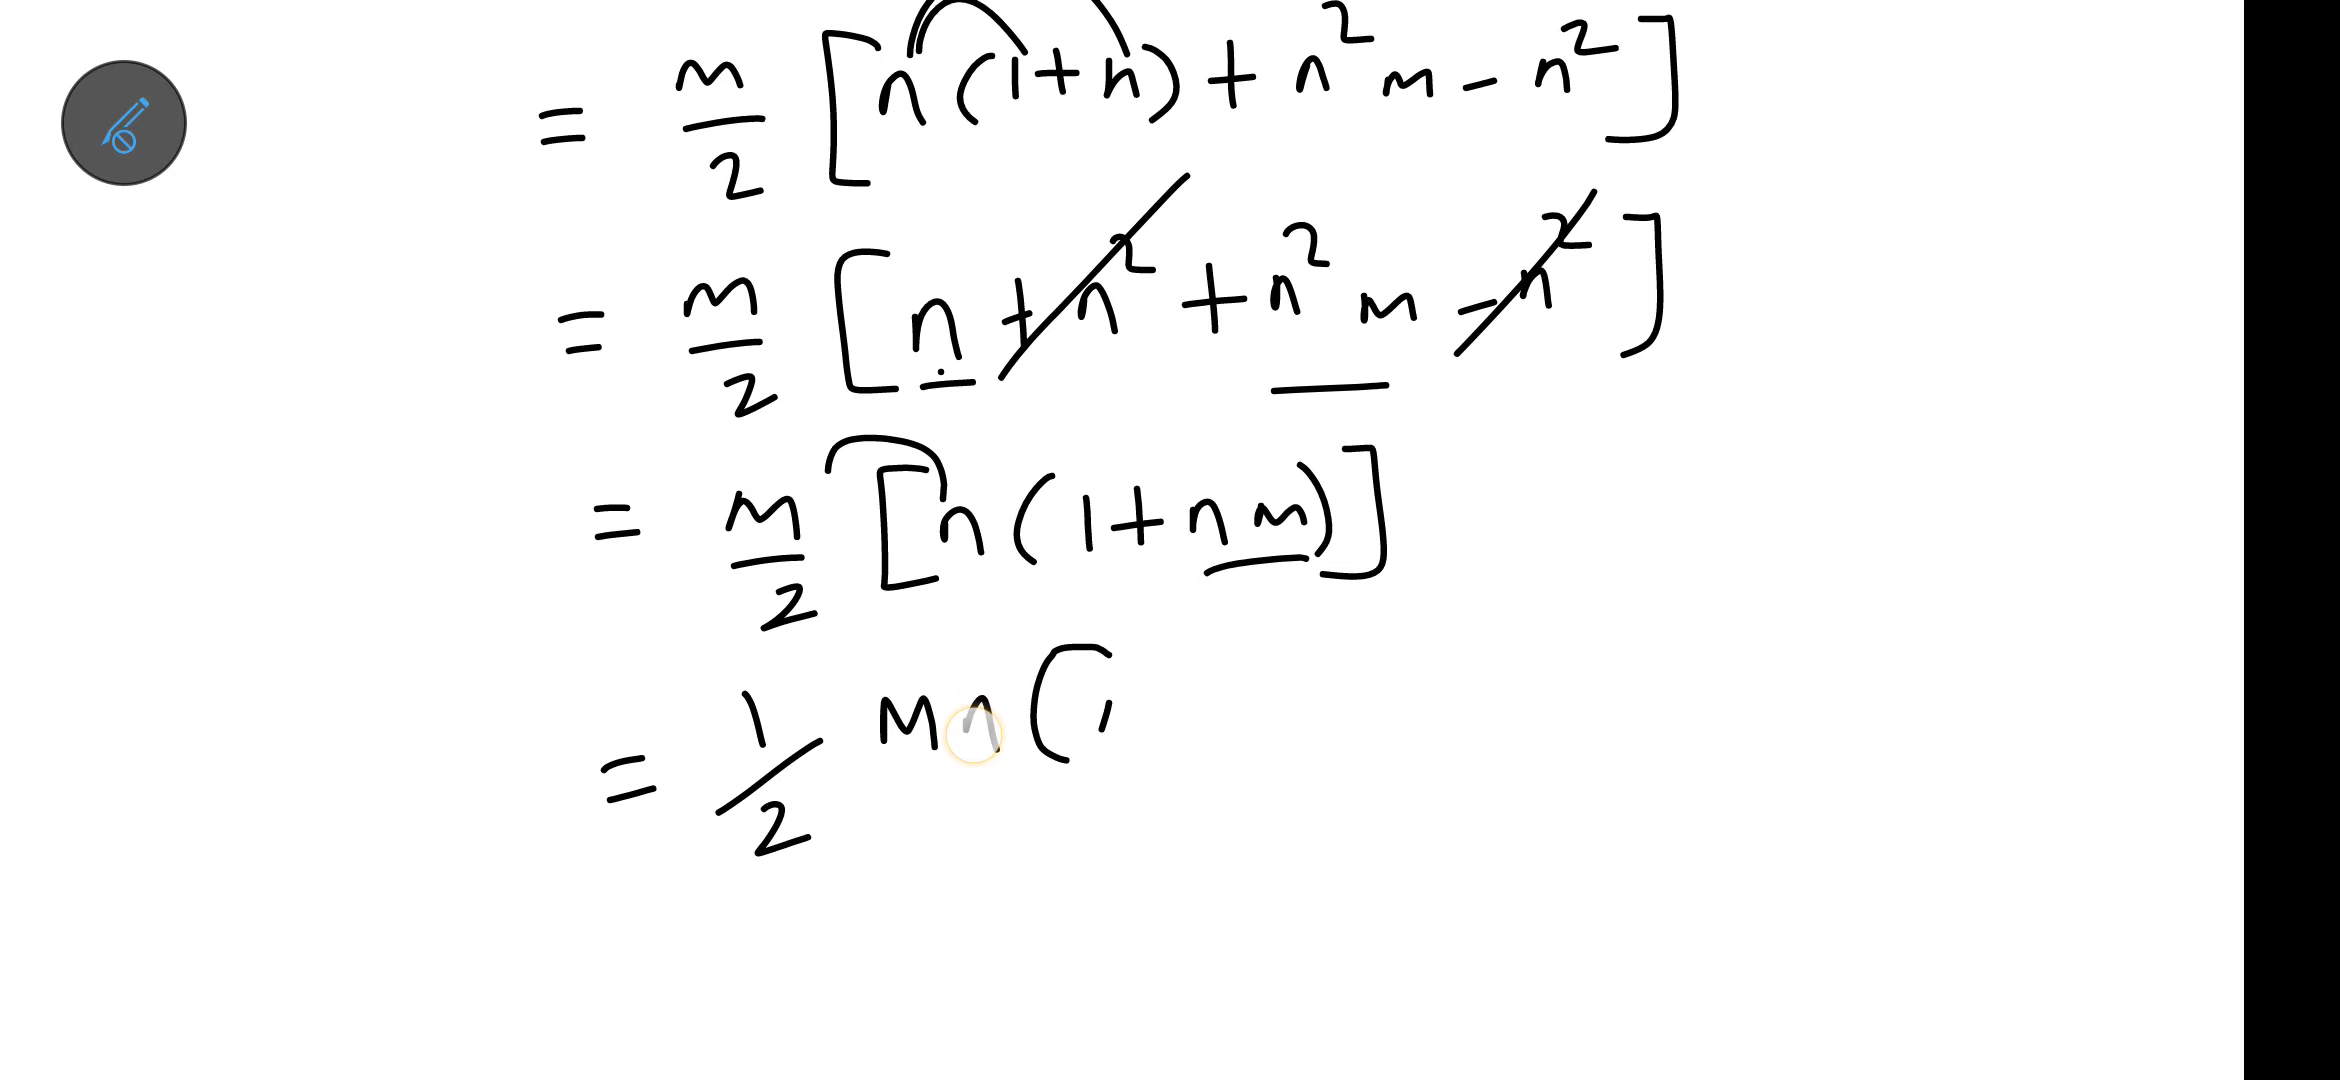 = m/2 [n(1+n) + n²m - n²]
= m/2 [n + n² + n²m - n²]
= m/2 [n(1+nm)]
= 1/2 mn(1